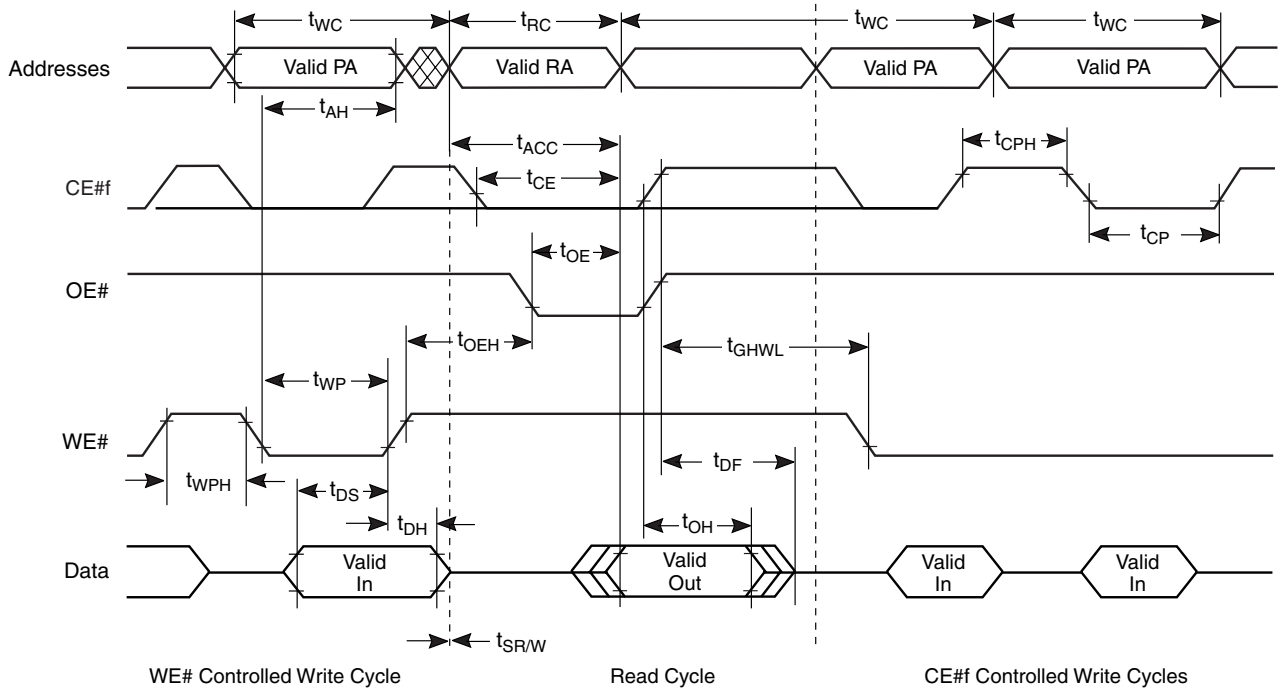 tWC tRC tWC tWC
Addresses Valid PA Valid RA Valid PA Valid PA
tAH
tACC tCPH
CE#f tCE
tCP
tOE
OE#
tOEH tGHWL
tWP
WE#
tDF
tWPH tDS
tDH tOH
Data Valid In Valid Out Valid In Valid In
tSR/W
WE# Controlled Write Cycle Read Cycle CE#f Controlled Write Cycles